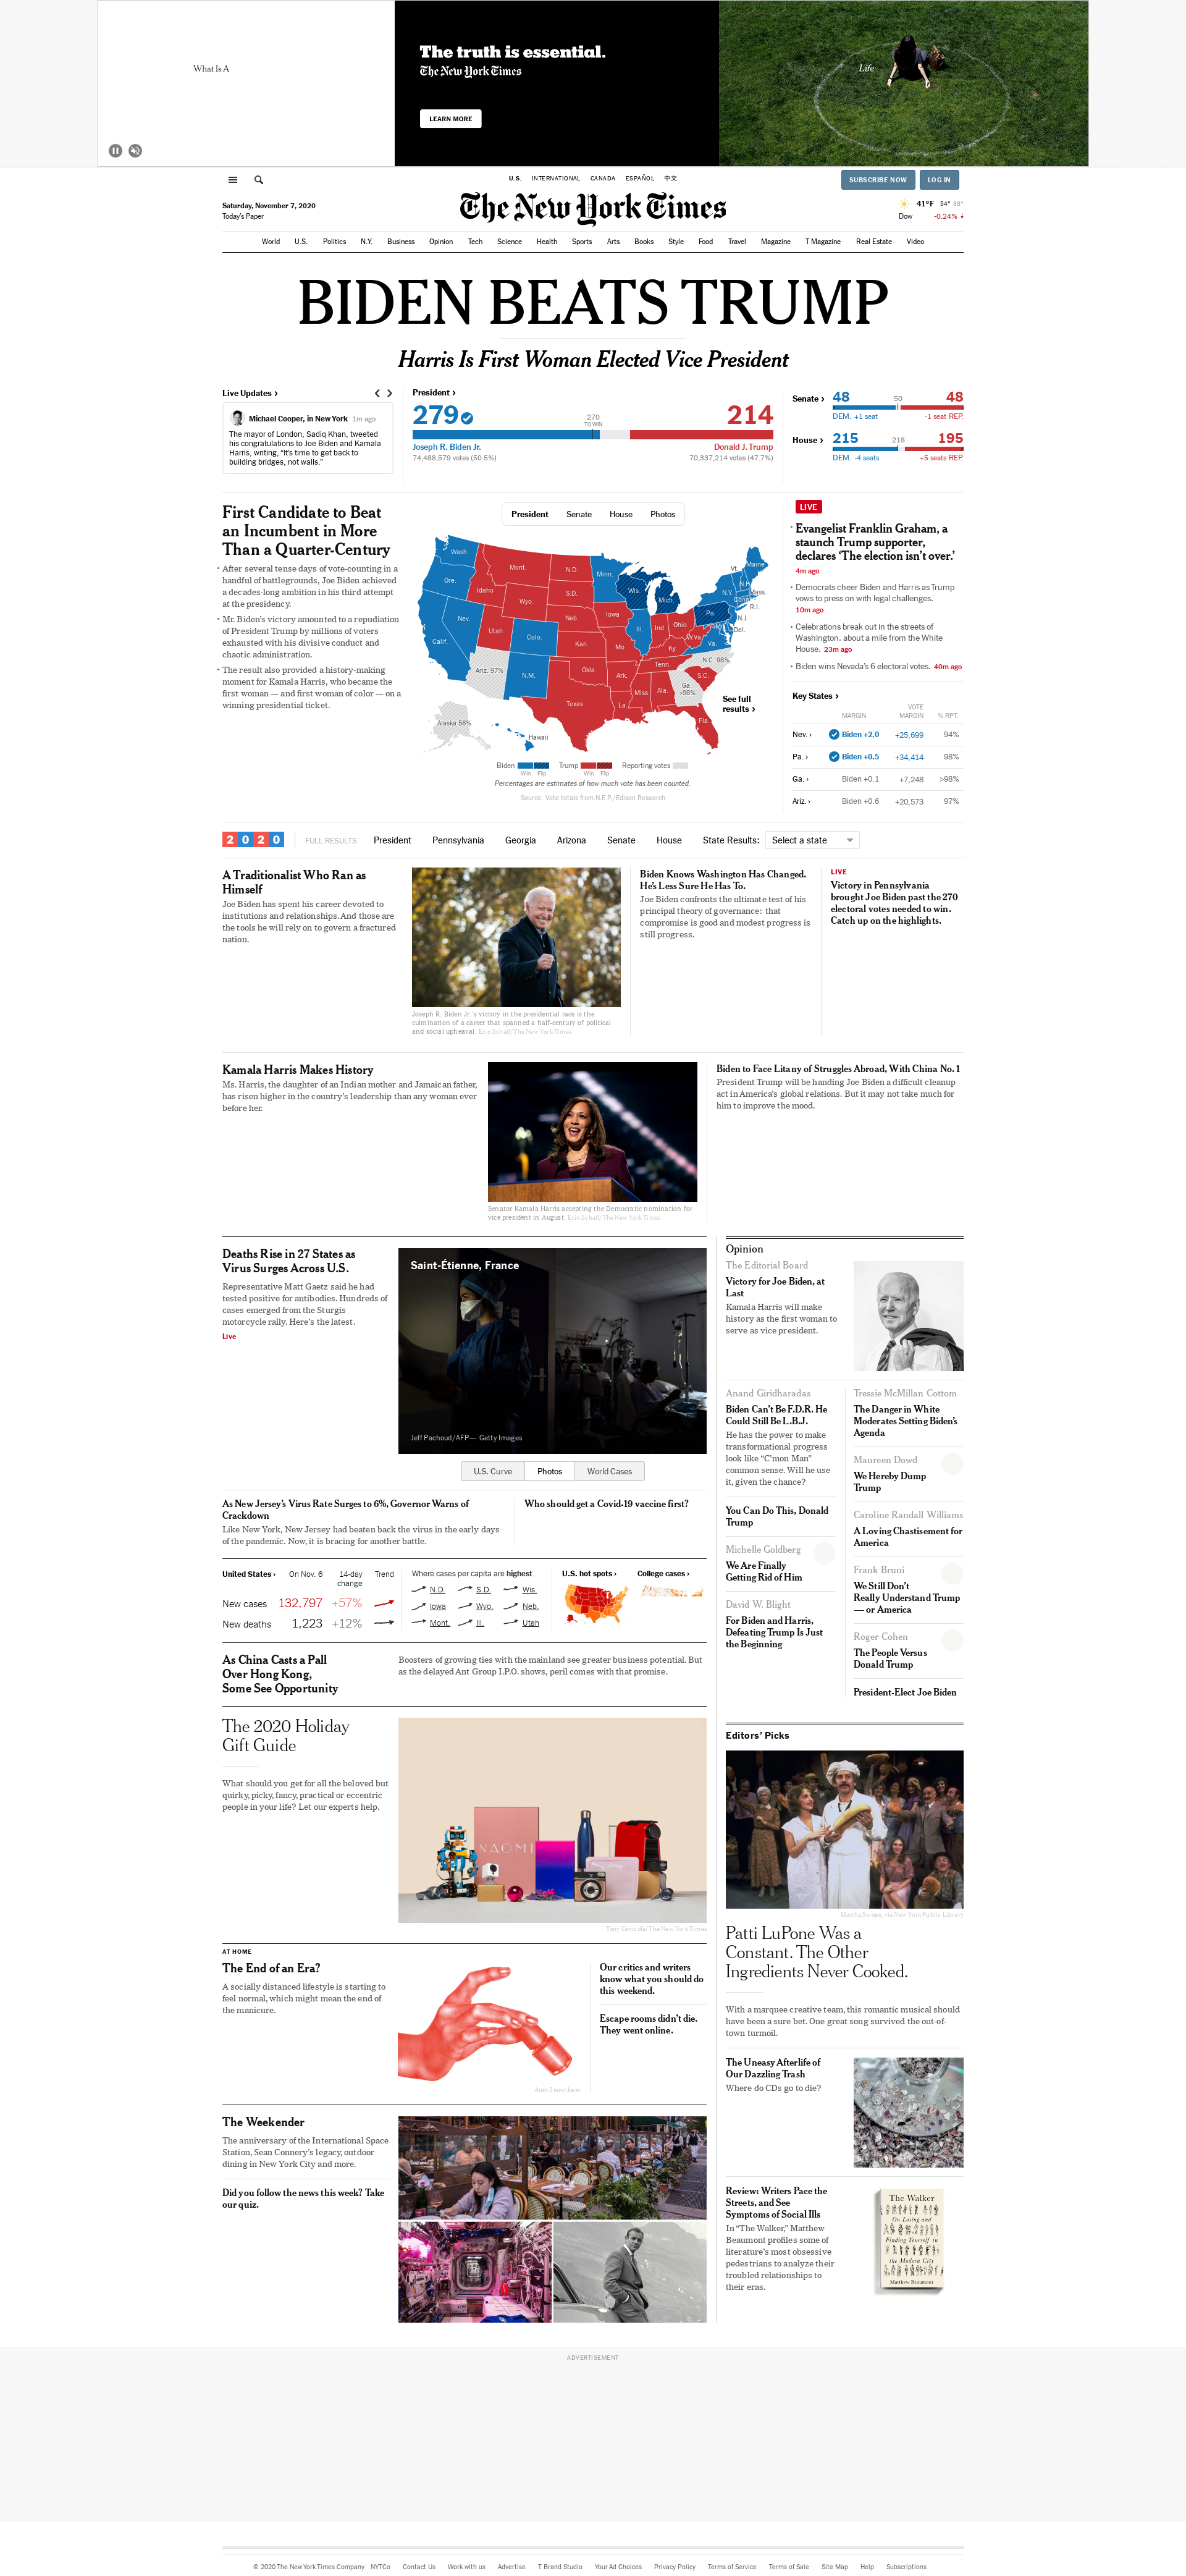 What Is A
The truth is essential.
The New York Times
LEARN MORE
Life
U.S. INTERNATIONAL CANADA ESPAÑOL 中文
SUBSCRIBE NOW LOG IN
Saturday, November 7, 2020
Today's Paper
The New York Times
41°F 54° 38°
Dow -0.24%
World U.S. Politics N.Y. Business Opinion Tech Science Health Sports Arts Books Style Food Travel Magazine T Magazine Real Estate Video
BIDEN BEATS TRUMP
Harris Is First Woman Elected Vice President
Live Updates ›
Michael Cooper, in New York 1m ago
The mayor of London, Sadiq Khan, tweeted
his congratulations to Joe Biden and Kamala
Harris, writing, “It’s time to get back to
building bridges, not walls.”
President ›
279 214
270
TO WIN
Joseph R. Biden Jr. Donald J. Trump
74,488,579 votes (50.5%) 70,337,214 votes (47.7%)
Senate › 48 50 48
DEM. +1 seat -1 seat REP.
House › 215 218 195
DEM. -4 seats +5 seats REP.
First Candidate to Beat
an Incumbent in More
Than a Quarter-Century
• After several tense days of vote-counting in a
handful of battlegrounds, Joe Biden achieved
a decades-long ambition in his third attempt
at the presidency.
• Mr. Biden’s victory amounted to a repudiation
of President Trump by millions of voters
exhausted with his divisive conduct and
chaotic administration.
• The result also provided a history-making
moment for Kamala Harris, who became the
first woman — and first woman of color — on a
winning presidential ticket.
President Senate House Photos
Wash.
Mont.
N.D.
Minn.
Vt.
Maine
Ore.
Idaho
S.D.
Wis.
Mich.
N.Y.
N.H.
Mass.
Conn.
R.I.
Wyo.
Iowa
Pa.
N.J.
Nev.
Neb.
Ill.
Ind.
Ohio
Del.
Utah
Colo.
Kan.
Mo.
W.Va.
Va.
Calif.
Ky.
Ariz. 97%
N.M.
Okla.
Ark.
Tenn.
N.C. 98%
S.C.
Ga.
>98%
Miss.
Ala.
Texas
La.
Fla.
Alaska 56%
Hawaii
See full
results ›
Biden Trump Reporting votes
Win Flip Win Flip
Percentages are estimates of how much vote has been counted.
Source: Vote totals from N.E.P./Edison Research
LIVE
• Evangelist Franklin Graham, a
staunch Trump supporter,
declares ‘The election isn’t over.’
4m ago
• Democrats cheer Biden and Harris as Trump
vows to press on with legal challenges.
10m ago
• Celebrations break out in the streets of
Washington. about a mile from the White
House. 23m ago
• Biden wins Nevada’s 6 electoral votes. 40m ago
Key States ›
MARGIN VOTE MARGIN % RPT.
Nev. › Biden +2.0 +25,699 94%
Pa. › Biden +0.5 +34,414 98%
Ga. › Biden +0.1 +7,248 >98%
Ariz. › Biden +0.6 +20,573 97%
2020 FULL RESULTS President Pennsylvania Georgia Arizona Senate House State Results: Select a state
A Traditionalist Who Ran as
Himself
Joe Biden has spent his career devoted to
institutions and relationships. And those are
the tools he will rely on to govern a fractured
nation.
Joseph R. Biden Jr.’s victory in the presidential race is the
culmination of a career that spanned a half-century of political
and social upheaval. Erin Schaff/The New York Times
Biden Knows Washington Has Changed.
He’s Less Sure He Has To.
Joe Biden confronts the ultimate test of his
principal theory of governance: that
compromise is good and modest progress is
still progress.
LIVE
Victory in Pennsylvania
brought Joe Biden past the 270
electoral votes needed to win.
Catch up on the highlights.
Kamala Harris Makes History
Ms. Harris, the daughter of an Indian mother and Jamaican father,
has risen higher in the country’s leadership than any woman ever
before her.
Senator Kamala Harris accepting the Democratic nomination for
vice president in August. Erin Schaff/The New York Times
Biden to Face Litany of Struggles Abroad, With China No. 1
President Trump will be handing Joe Biden a difficult cleanup
act in America’s global relations. But it may not take much for
him to improve the mood.
Deaths Rise in 27 States as
Virus Surges Across U.S.
Representative Matt Gaetz said he had
tested positive for antibodies. Hundreds of
cases emerged from the Sturgis
motorcycle rally. Here’s the latest.
Live
Saint-Étienne, France
Jeff Pachoud/AFP— Getty Images
U.S. Curve Photos World Cases
As New Jersey’s Virus Rate Surges to 6%, Governor Warns of
Crackdown
Like New York, New Jersey had beaten back the virus in the early days
of the pandemic. Now, it is bracing for another battle.
Who should get a Covid-19 vaccine first?
United States › On Nov. 6 14-day change Trend
New cases 132,797 +57%
New deaths 1,223 +12%
Where cases per capita are highest
N.D. S.D. Wis.
Iowa Wyo. Neb.
Mont. Ill. Utah
U.S. hot spots › College cases ›
As China Casts a Pall
Over Hong Kong,
Some See Opportunity
Boosters of growing ties with the mainland see greater business potential. But
as the delayed Ant Group I.P.O. shows, peril comes with that promise.
The 2020 Holiday
Gift Guide
What should you get for all the beloved but
quirky, picky, fancy, practical or eccentric
people in your life? Let our experts help.
NAOMI
Tony Cenicola/The New York Times
AT HOME
The End of an Era?
A socially distanced lifestyle is starting to
feel normal, which might mean the end of
the manicure.
Our critics and writers
know what you should do
this weekend.
Escape rooms didn’t die.
They went online.
The Weekender
The anniversary of the International Space
Station, Sean Connery’s legacy, outdoor
dining in New York City and more.
Did you follow the news this week? Take
our quiz.
Opinion
The Editorial Board
Victory for Joe Biden, at
Last
Kamala Harris will make
history as the first woman to
serve as vice president.
Anand Giridharadas
Biden Can’t Be F.D.R. He
Could Still Be L.B.J.
He has the power to make
transformational progress
look like “C’mon Man”
common sense. Will he use
it, given the chance?
You Can Do This, Donald
Trump
Michelle Goldberg
We Are Finally
Getting Rid of Him
David W. Blight
For Biden and Harris,
Defeating Trump Is Just
the Beginning
Tressie McMillan Cottom
The Danger in White
Moderates Setting Biden’s
Agenda
Maureen Dowd
We Hereby Dump
Trump
Caroline Randall Williams
A Loving Chastisement for
America
Frank Bruni
We Still Don’t
Really Understand Trump
— or America
Roger Cohen
The People Versus
Donald Trump
President-Elect Joe Biden
Editors’ Picks
Martha Swope, via New York Public Library
Patti LuPone Was a
Constant. The Other
Ingredients Never Cooked.
With a marquee creative team, this romantic musical should
have been a sure bet. One great song survived the out-of-
town turmoil.
The Uneasy Afterlife of
Our Dazzling Trash
Where do CDs go to die?
Review: Writers Pace the
Streets, and See
Symptoms of Social Ills
In “The Walker,” Matthew
Beaumont profiles some of
literature’s most obsessive
pedestrians to analyze their
troubled relationships to
their eras.
The Walker
On Losing and
Finding Yourself in
the Modern City
Matthew Beaumont
ADVERTISEMENT
© 2020 The New York Times Company NYTCo Contact Us Work with us Advertise T Brand Studio Your Ad Choices Privacy Policy Terms of Service Terms of Sale Site Map Help Subscriptions